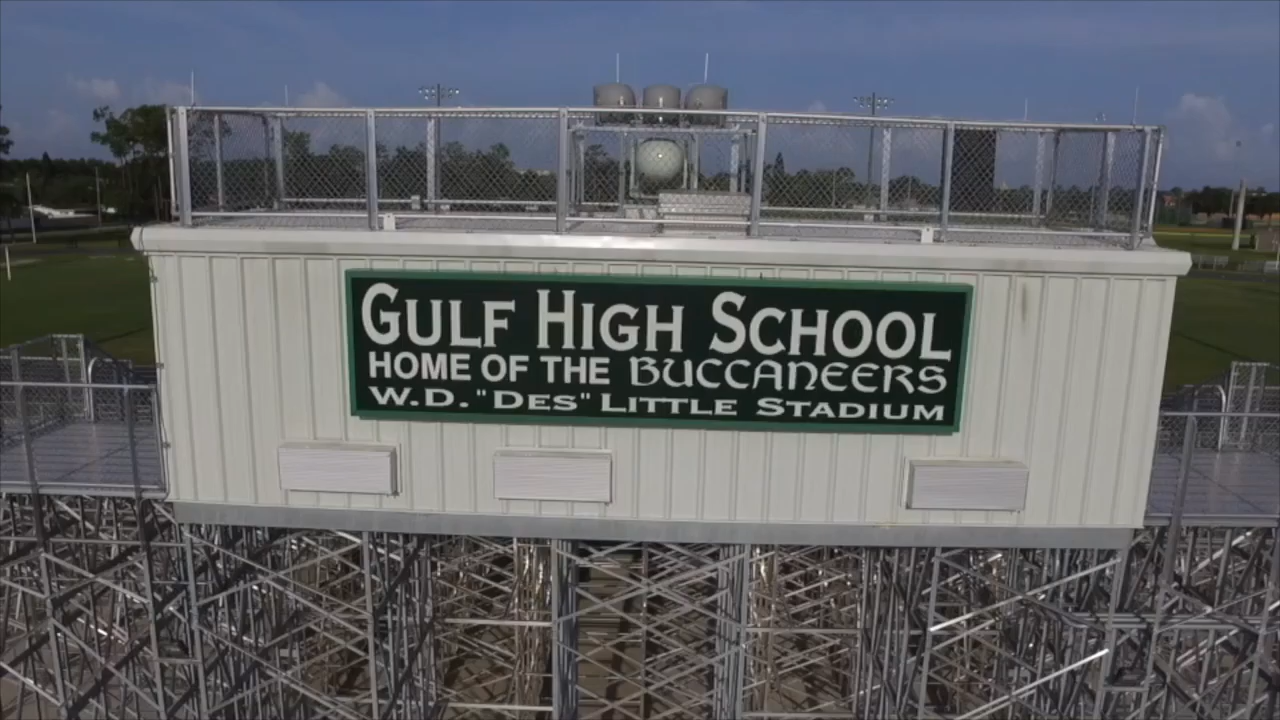 GULF HIGH SCHOOL
HOME OF THE BUCCANEERS
W.D. "DES" LITTLE STADIUM